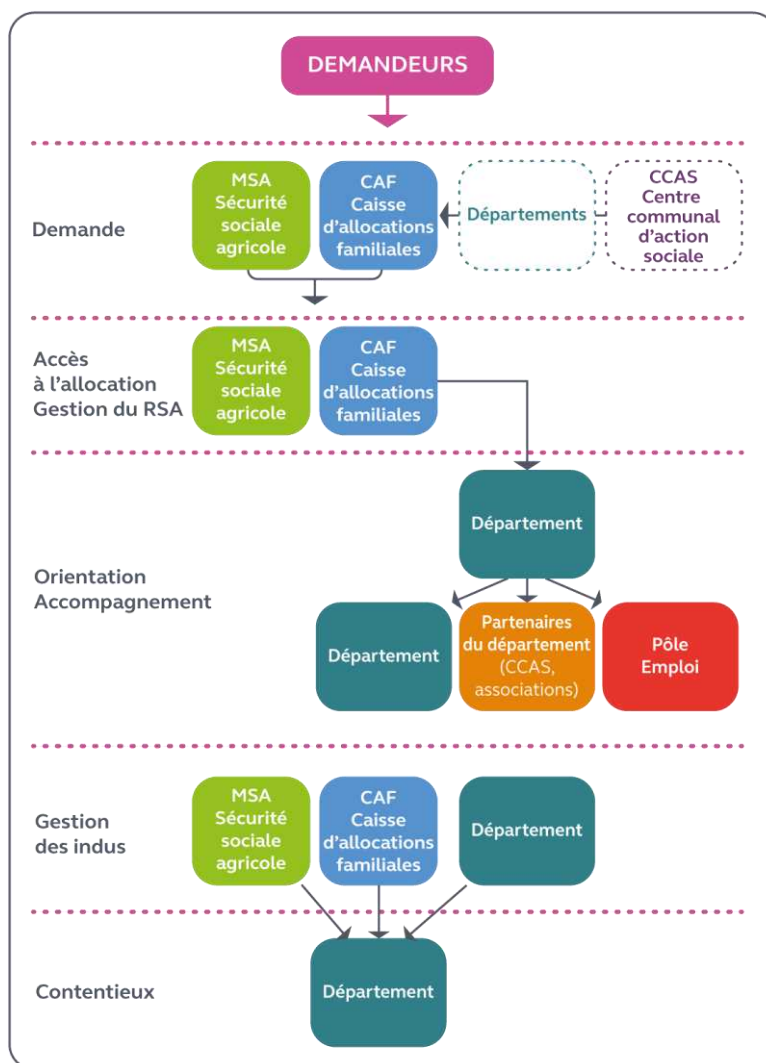 DEMANDEURS
Demande
MSA
Sécurité
sociale
agricole
CAF
Caisse
d'allocations
familiales
Départements
CCAS
Centre
communal
d'action
sociale
Accès
à l'allocation
Gestion du RSA
MSA
Sécurité
sociale
agricole
CAF
Caisse
d'allocations
familiales
Orientation
Accompagnement
Département
Département
Partenaires
du département
(CCAS,
associations)
Pôle
Emploi
Gestion
des indus
MSA
Sécurité
sociale
agricole
CAF
Caisse
d'allocations
familiales
Département
Contentieux
Département